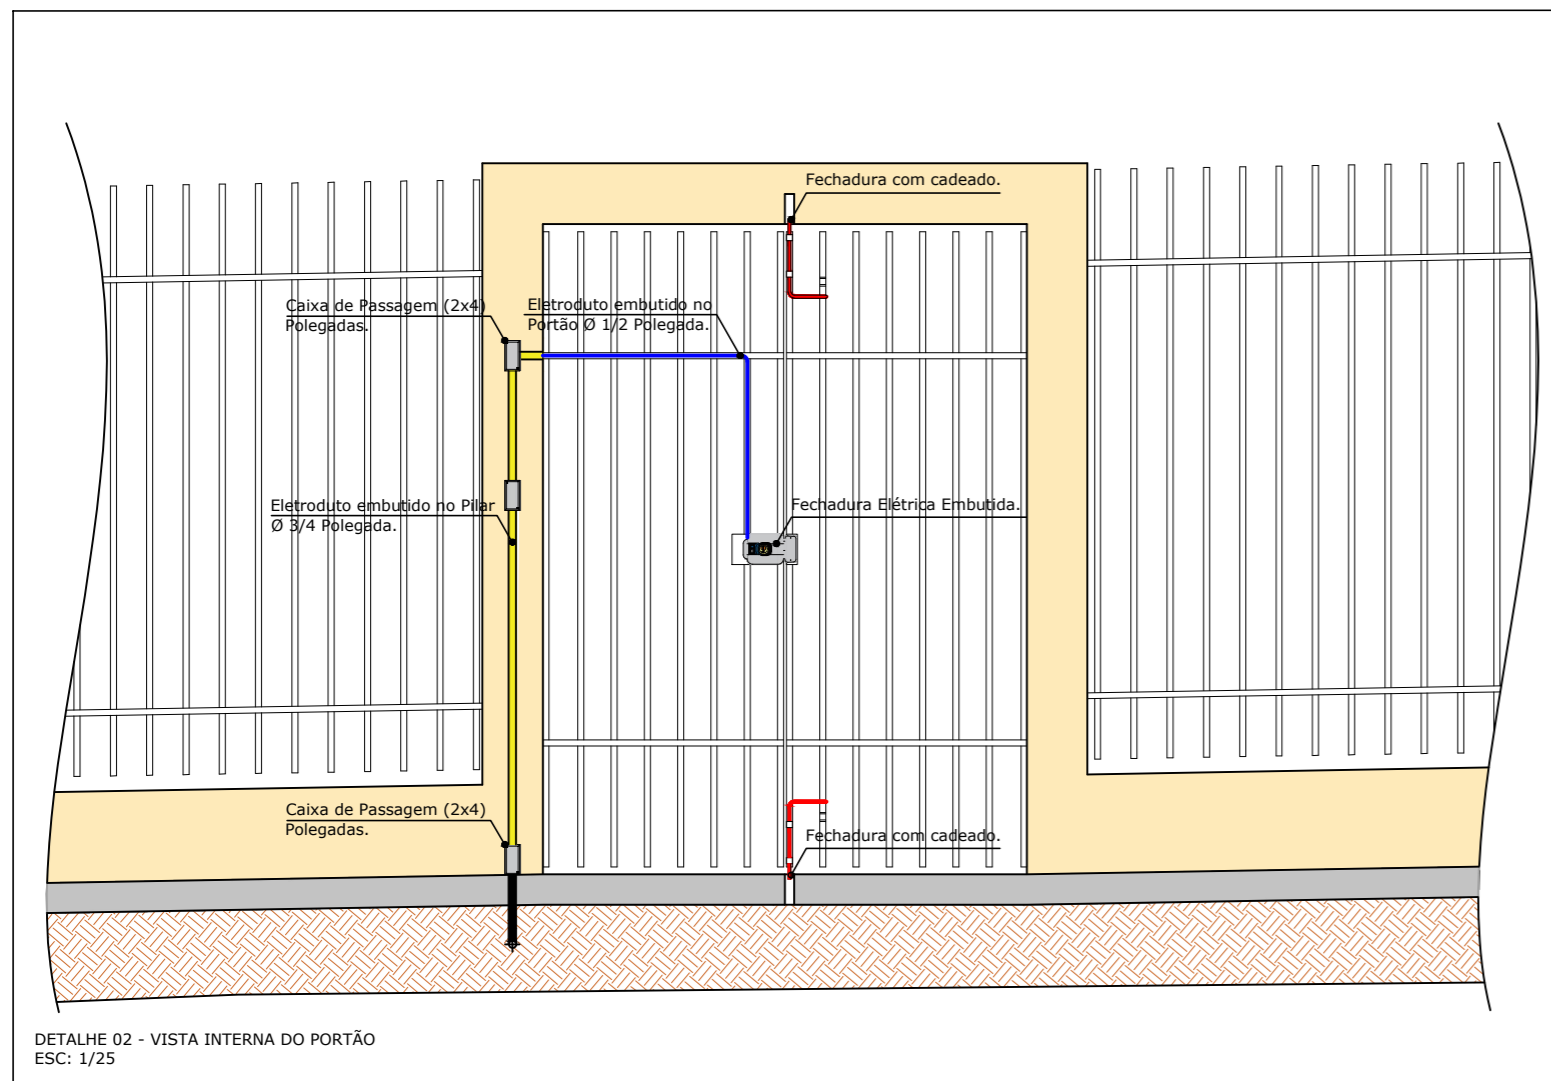 Fechadura com cadeado.
Caixa de Passagem (2x4)
Polegadas.
Eletroduto embutido no
Portão Ø 1/2 Polegada.
Eletroduto embutido no Pilar
Ø 3/4 Polegada.
Fechadura Elétrica Embutida.
Caixa de Passagem (2x4)
Polegadas.
Fechadura com cadeado.
DETALHE 02 - VISTA INTERNA DO PORTÃO
ESC: 1/25